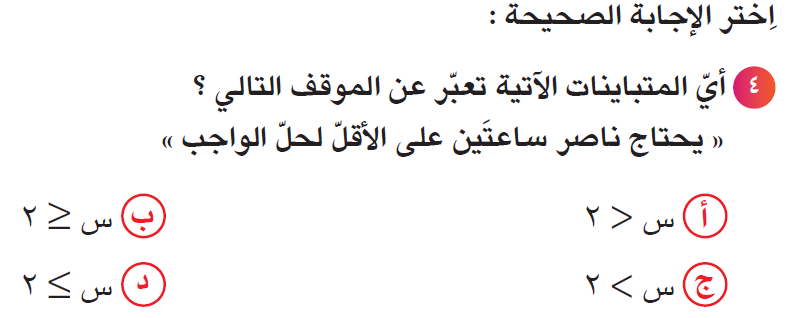 اِختر الإجابة الصحيحة :
٤ أيّ المتباينات الآتية تعبّر عن الموقف التالي ؟
« يحتاج ناصر ساعتَين على الأقلّ لحلّ الواجب »
أ س < ٢ ب س ≤ ٢
ج س > ٢ د س ≥ ٢